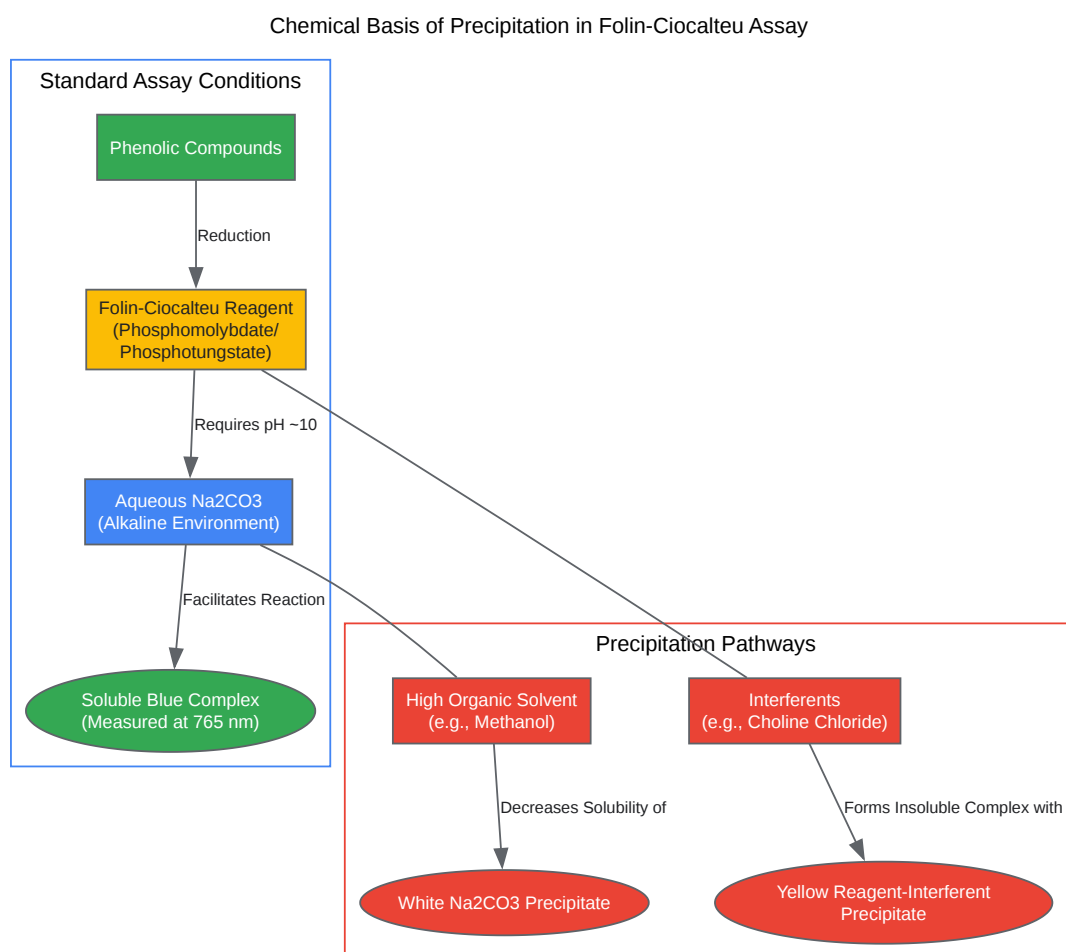 Chemical Basis of Precipitation in Folin-Ciocalteu Assay
Standard Assay Conditions
Phenolic Compounds
Reduction
Folin-Ciocalteu Reagent
(Phosphomolybdate/
Phosphotungstate)
Requires pH ~10
Aqueous Na2CO3
(Alkaline Environment)
Facilitates Reaction
Soluble Blue Complex
(Measured at 765 nm)
Precipitation Pathways
High Organic Solvent
(e.g., Methanol)
Interferents
(e.g., Choline Chloride)
Decreases Solubility of
Forms Insoluble Complex with
White Na2CO3 Precipitate
Yellow Reagent-Interferent
Precipitate